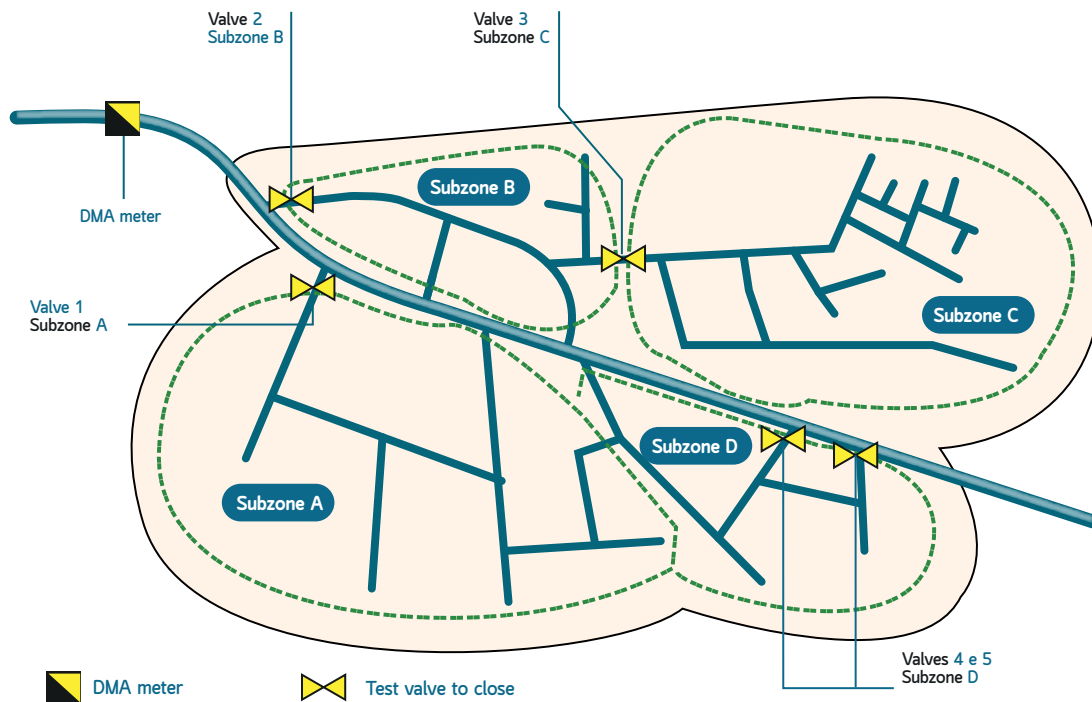 Valve 2
Subzone B
Valve 3
Subzone C
Subzone B
DMA meter
Valve 1
Subzone A
Subzone C
Subzone D
Subzone A
Valves 4 e 5
Subzone D
DMA meter
Test valve to close